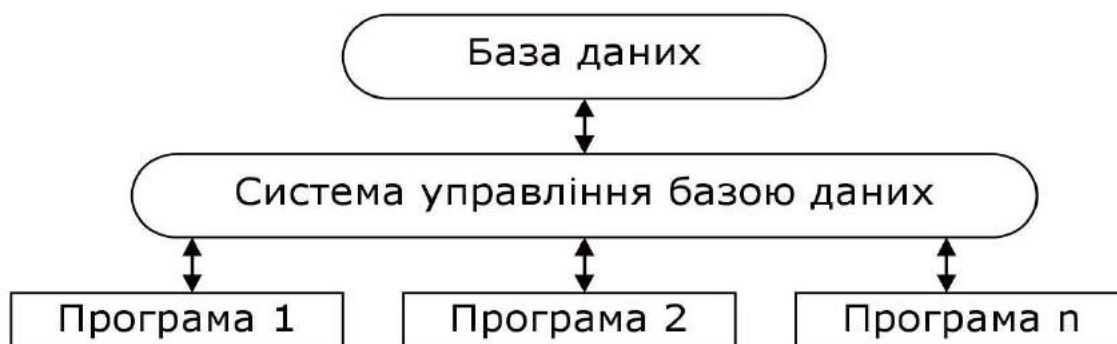 База даних
Система управління базою даних
Програма 1
Програма 2
Програма n